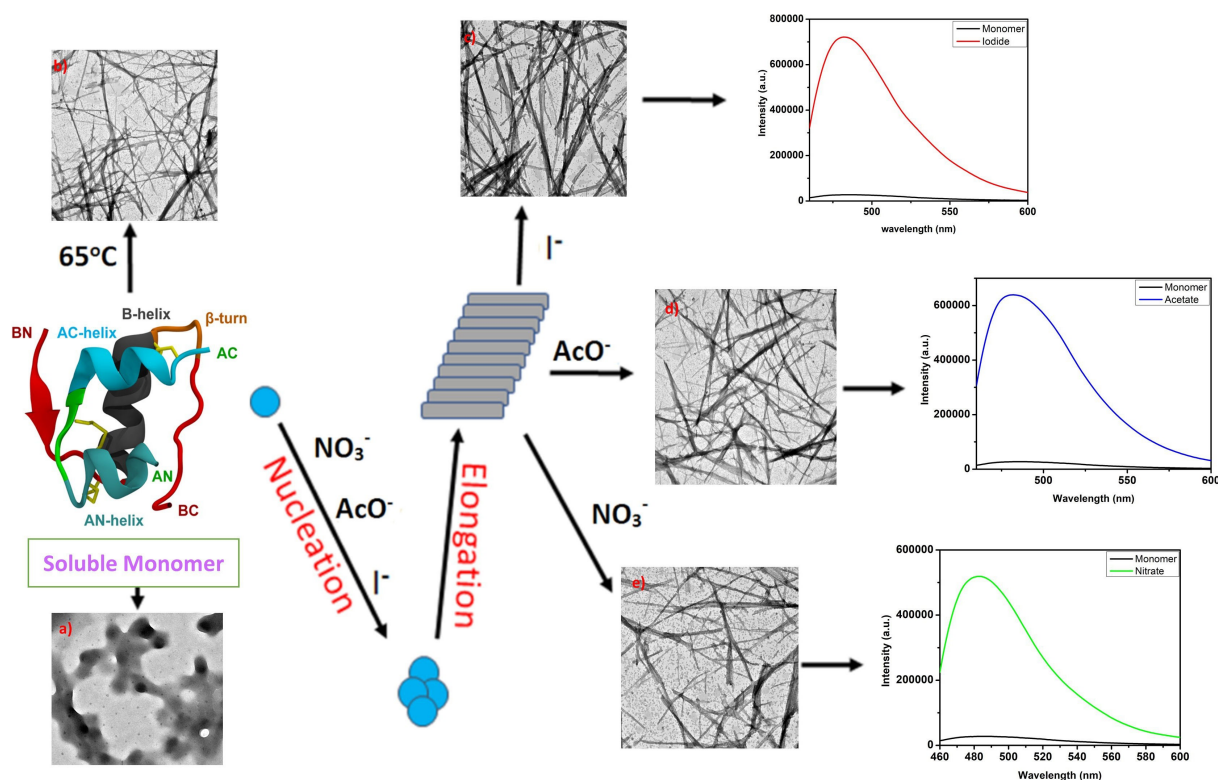 b)
65°C
BN
B-helix
β-turn
AC-helix
AC
AN
BC
AN-helix
Soluble Monomer
a)
NO₃⁻
AcO⁻
I⁻
Nucleation
Elongation
c)
I⁻
AcO⁻
d)
NO₃⁻
e)
Monomer
Iodide
Intensity (a.u.)
800000
600000
400000
200000
0
500
550
600
wavelength (nm)
Monomer
Acetate
Intensity (a.u.)
600000
400000
200000
0
500
550
600
Wavelength (nm)
Monomer
Nitrate
Intensity (a.u.)
600000
500000
400000
300000
200000
100000
0
460 480 500 520 540 560 580 600
Wavelength (nm)